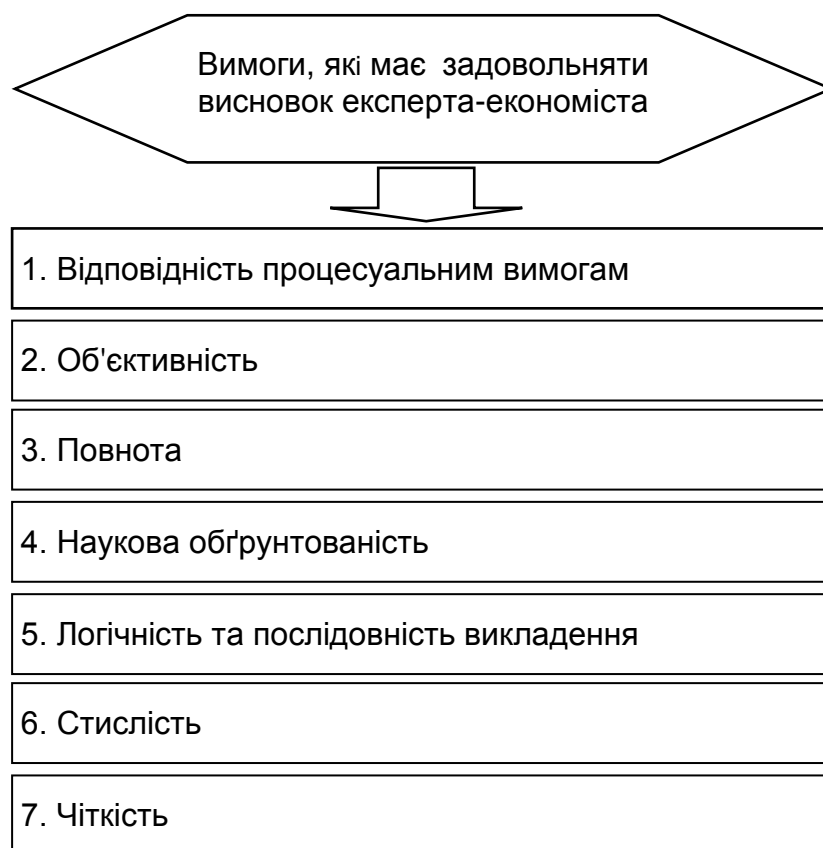 Вимоги, які має задовольняти
висновок експерта-економіста
1. Відповідність процесуальним вимогам
2. Об'єктивність
3. Повнота
4. Наукова обґрунтованість
5. Логічність та послідовність викладення
6. Стислість
7. Чіткість